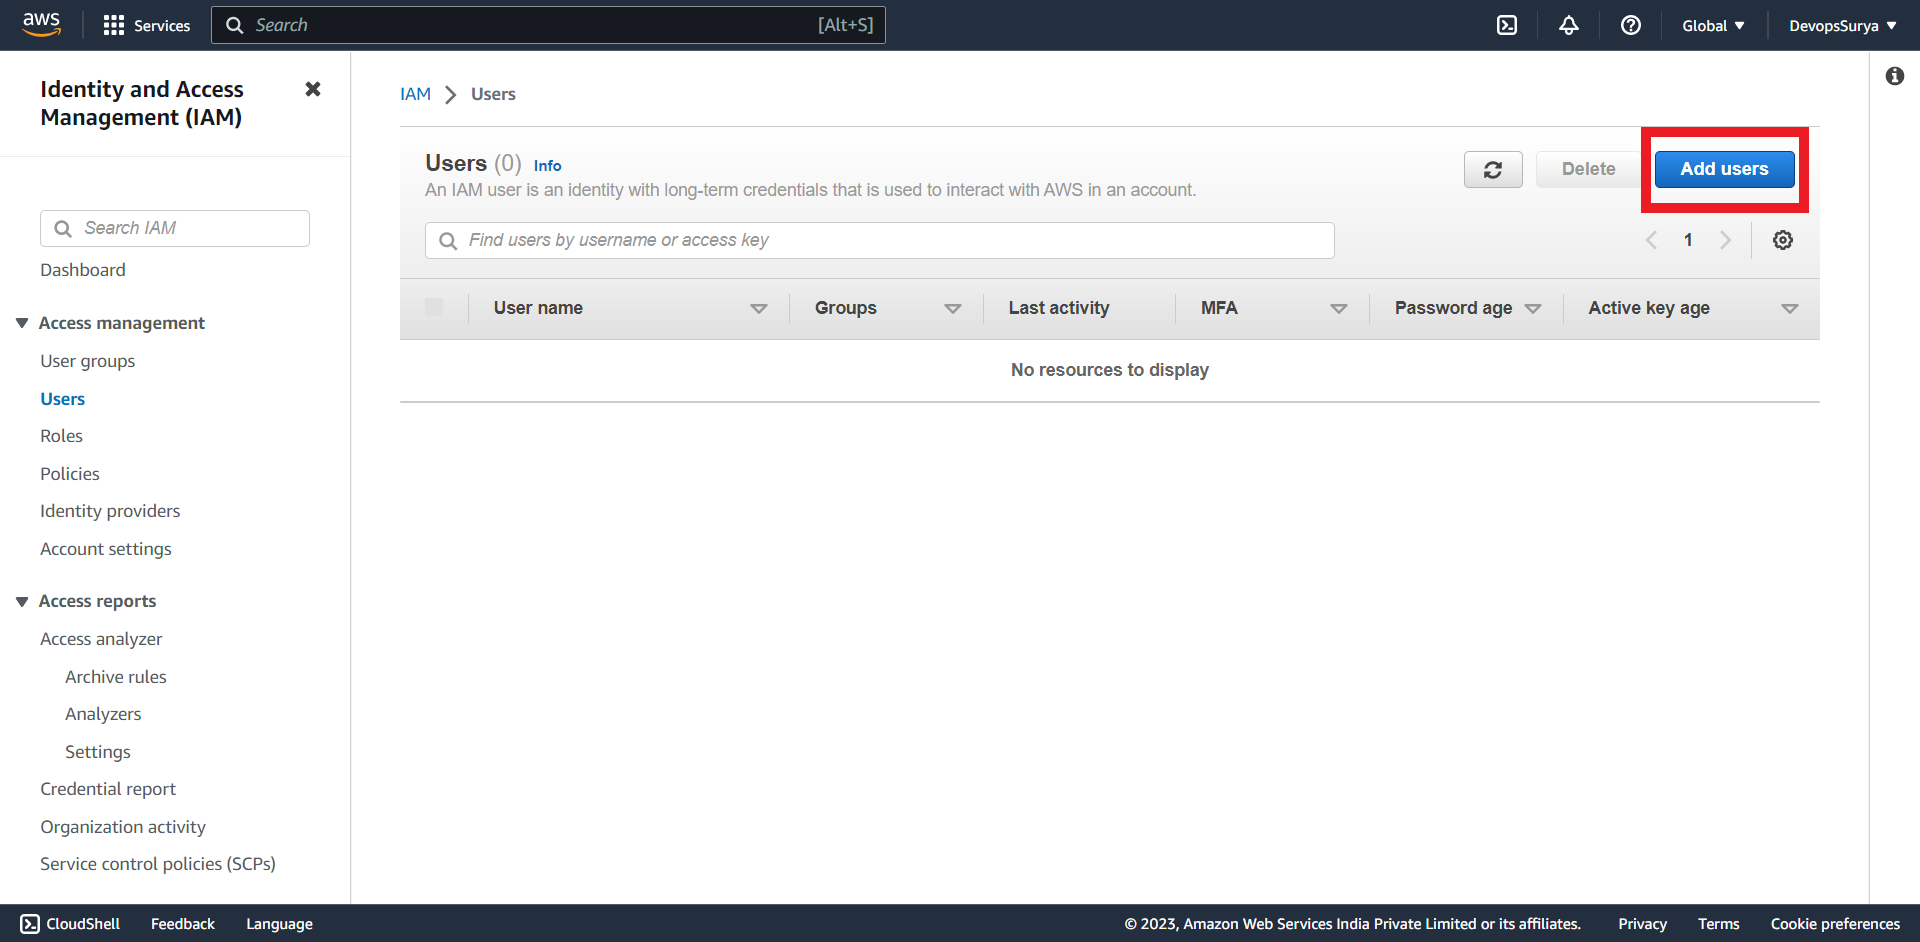 aws
Services
Search [Alt+S]
Global
DevopsSurya
Identity and Access
Management (IAM)
Search IAM
Dashboard
Access management
User groups
Users
Roles
Policies
Identity providers
Account settings
Access reports
Access analyzer
Archive rules
Analyzers
Settings
Credential report
Organization activity
Service control policies (SCPs)
IAM Users
Users (0) Info
An IAM user is an identity with long-term credentials that is used to interact with AWS in an account.
Delete
Add users
Find users by username or access key
1
User name Groups Last activity MFA Password age Active key age
No resources to display
CloudShell Feedback Language
© 2023, Amazon Web Services India Private Limited or its affiliates. Privacy Terms Cookie preferences